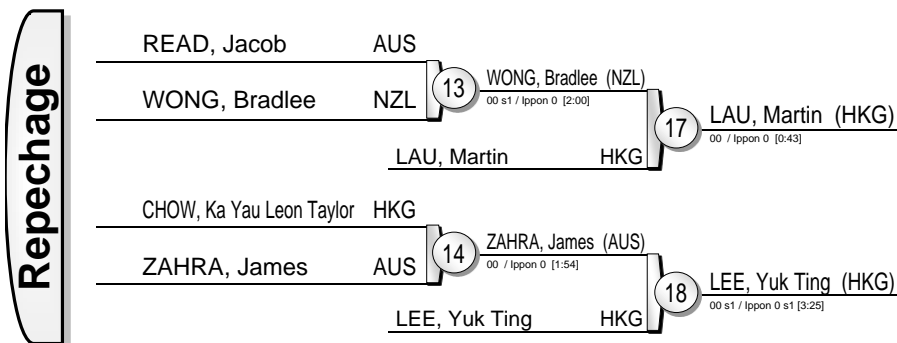 Repechage
READ, Jacob AUS
WONG, Bradlee NZL
13
WONG, Bradlee (NZL)
00 s1 / Ippon 0 [2:00]
LAU, Martin HKG
17
LAU, Martin (HKG)
00 / Ippon 0 [0:43]
CHOW, Ka Yau Leon Taylor HKG
ZAHRA, James AUS
14
ZAHRA, James (AUS)
00 / Ippon 0 [1:54]
LEE, Yuk Ting HKG
18
LEE, Yuk Ting (HKG)
00 s1 / Ippon 0 s1 [3:25]